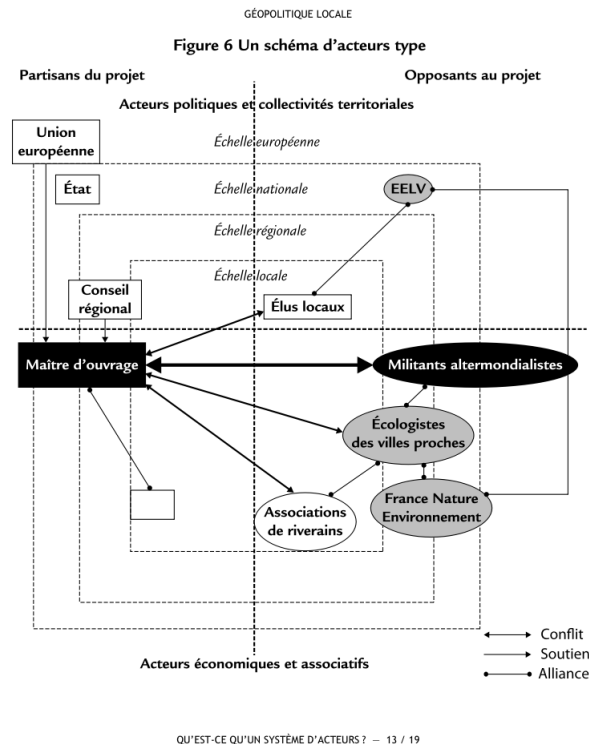 GÉOPOLITIQUE LOCALE
Figure 6 Un schéma d'acteurs type
Partisans du projet
Opposants au projet
Acteurs politiques et collectivités territoriales
Union
européenne
Échelle européenne
État
Échelle nationale
EELV
Échelle régionale
Échelle locale
Conseil
régional
Élus locaux
Maître d'ouvrage
Militants altermondialistes
Écologistes
des villes proches
Associations
de riverains
France Nature
Environnement
Conflit
Soutien
Alliance
Acteurs économiques et associatifs
QU'EST-CE QU'UN SYSTÈME D'ACTEURS ? – 13 / 19